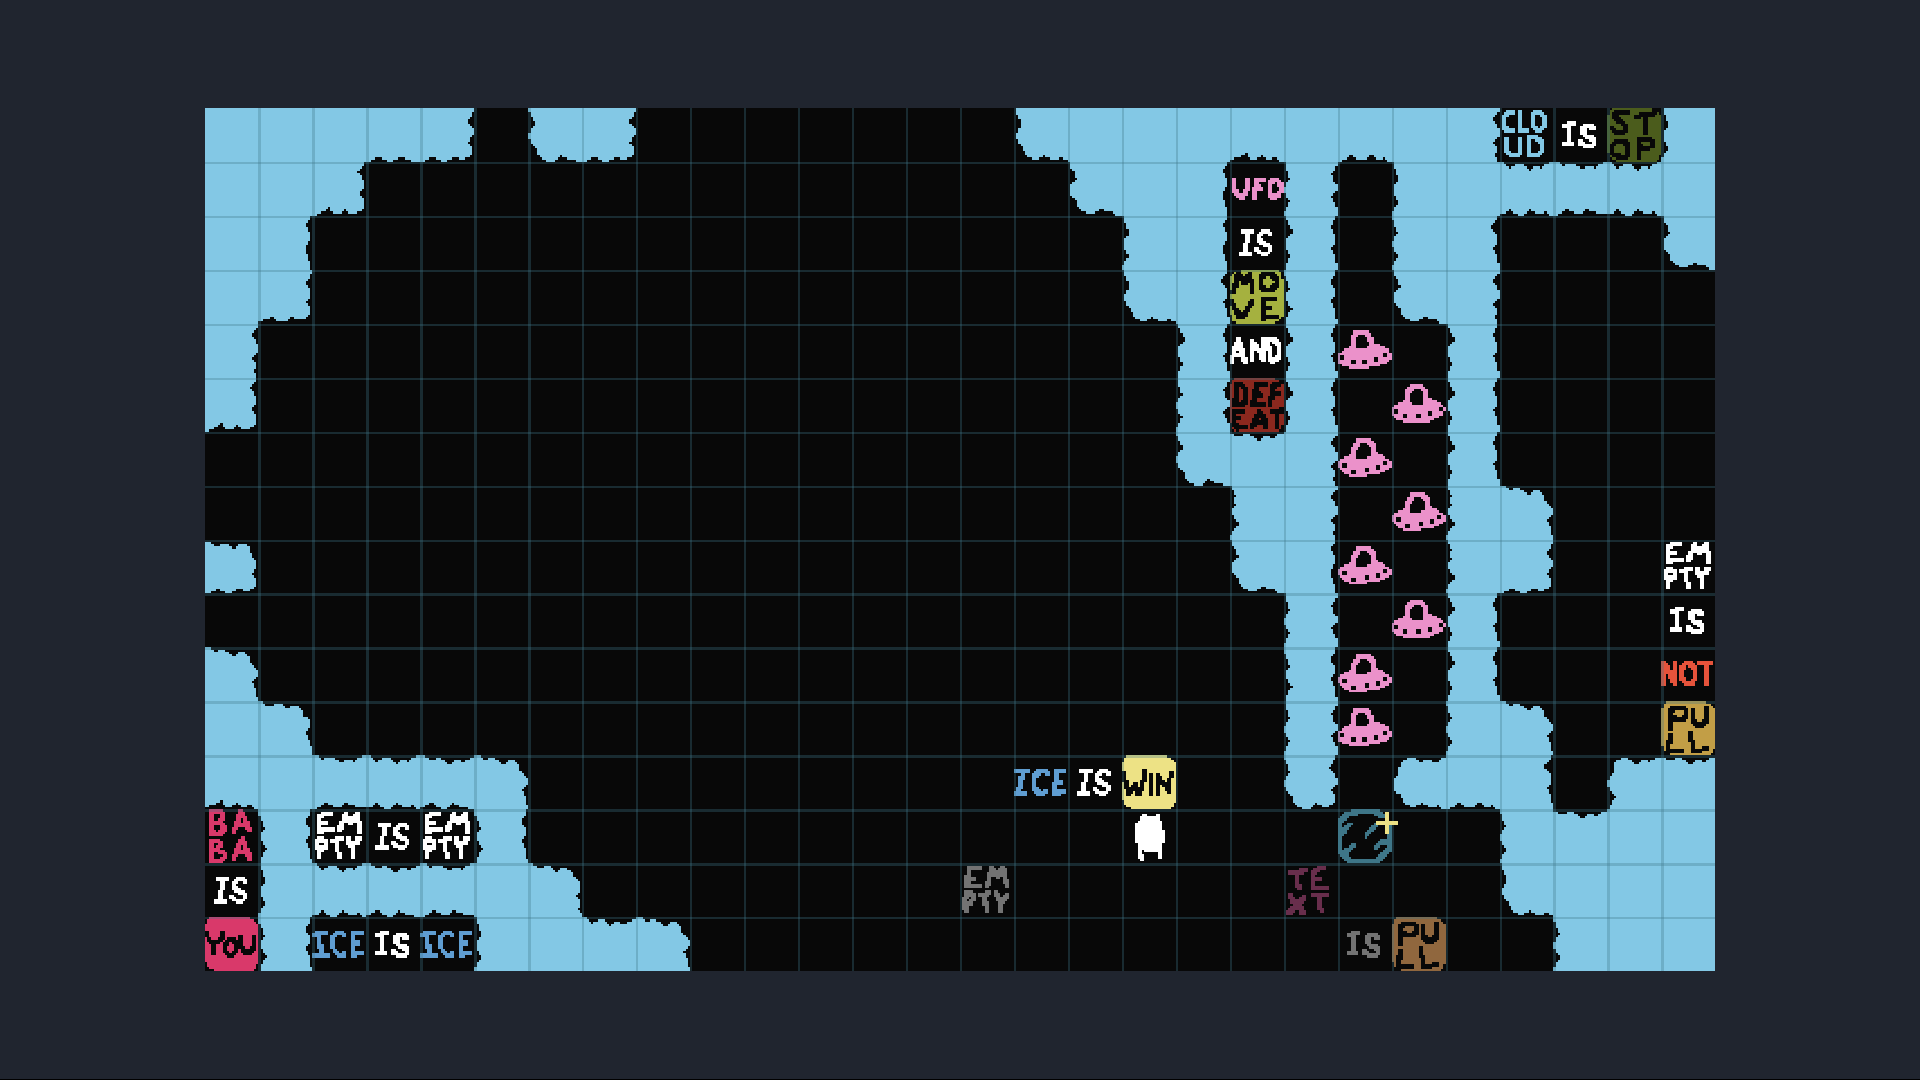 CLOUD IS STOP
UFO
IS
MOVE
AND
DEFEAT
EMPTY
IS
NOT
PULL
ICE IS WIN
BABA
IS
YOU
EMPTY IS EMPTY
ICE IS ICE
EMPTY
TEXT
IS PULL